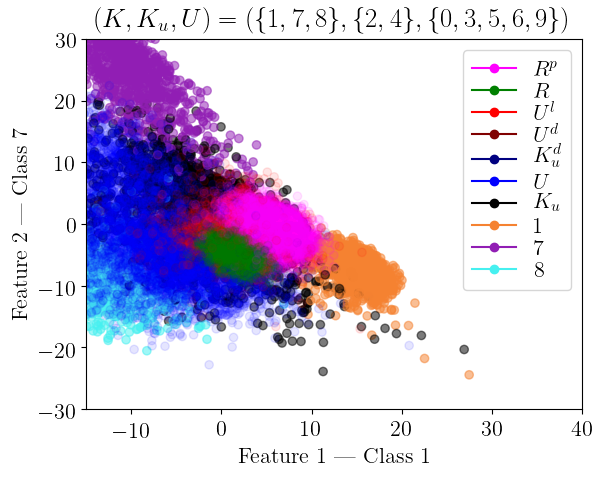 (K, K_u, U) = ({1, 7, 8}, {2, 4}, {0, 3, 5, 6, 9})
30
20
10
0
−10
−20
−30
Feature 2 — Class 7
R^p
R
U^l
U^d
K_u^d
U
K_u
1
7
8
−10
0
10
20
30
40
Feature 1 — Class 1